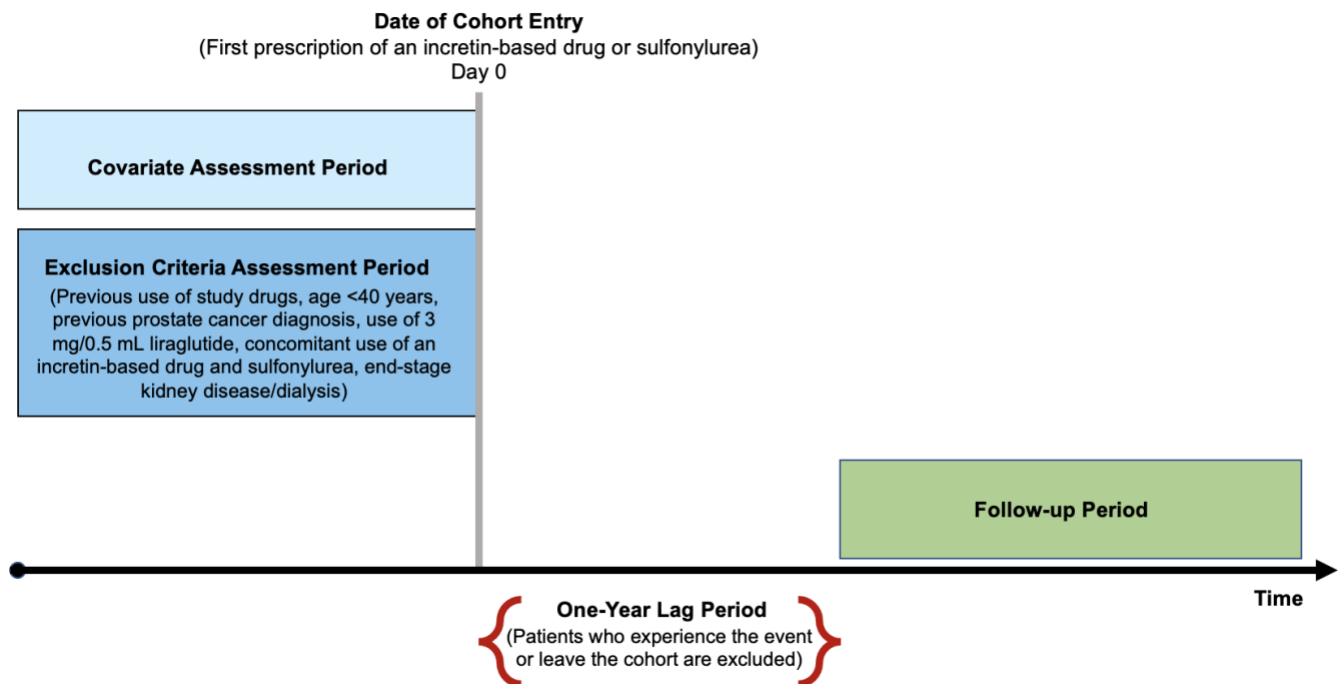 Date of Cohort Entry
(First prescription of an incretin-based drug or sulfonylurea)
Day 0
Covariate Assessment Period
Exclusion Criteria Assessment Period
(Previous use of study drugs, age <40 years,
previous prostate cancer diagnosis, use of 3
mg/0.5 mL liraglutide, concomitant use of an
incretin-based drug and sulfonylurea, end-stage
kidney disease/dialysis)
Follow-up Period
Time
One-Year Lag Period
(Patients who experience the event
or leave the cohort are excluded)